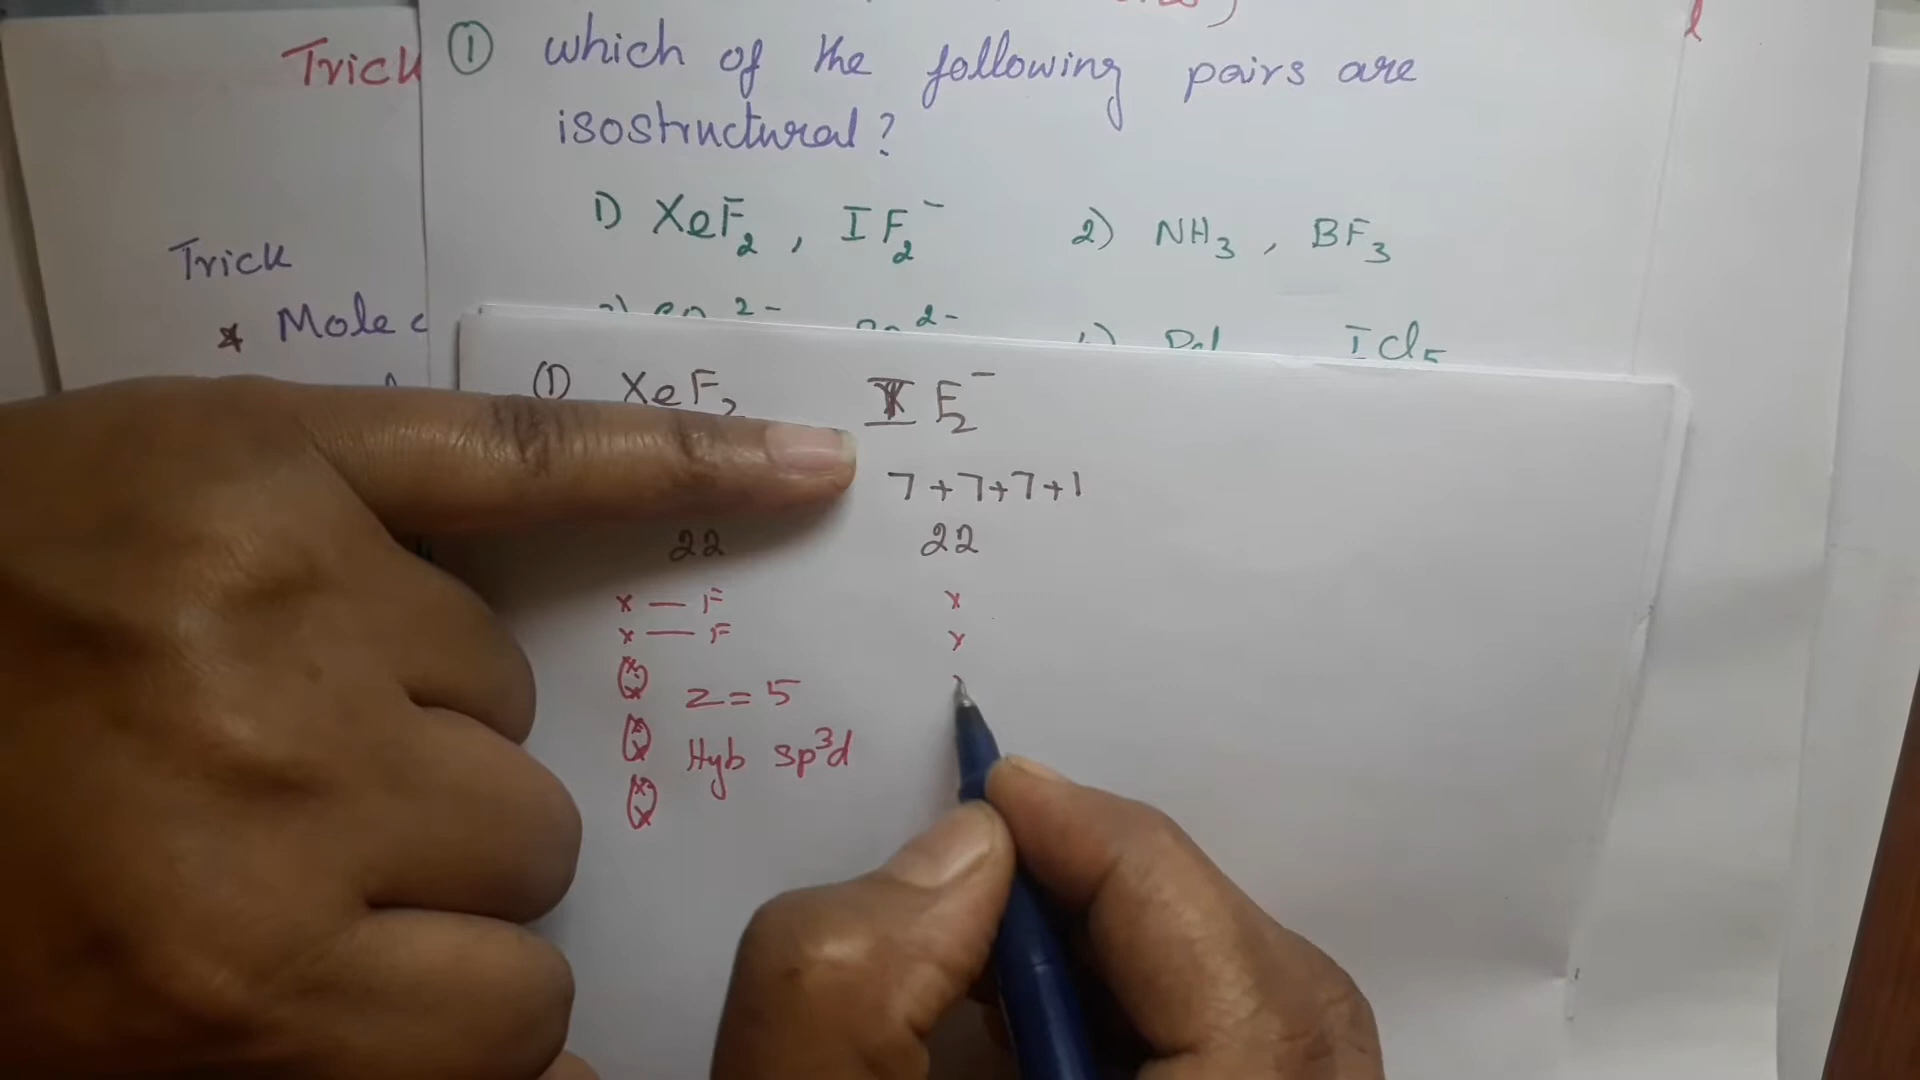 Trick
① which of the following pairs are
isostructural?
1) XeF₂ , IF₂⁻ 2) NH₃ , BF₃
ICl₅
Trick
* Molec
(1) XeF₂ IF₂⁻
7+7+7+1
22 22
x — F x
x — F x
z = 5
Hyb sp³d